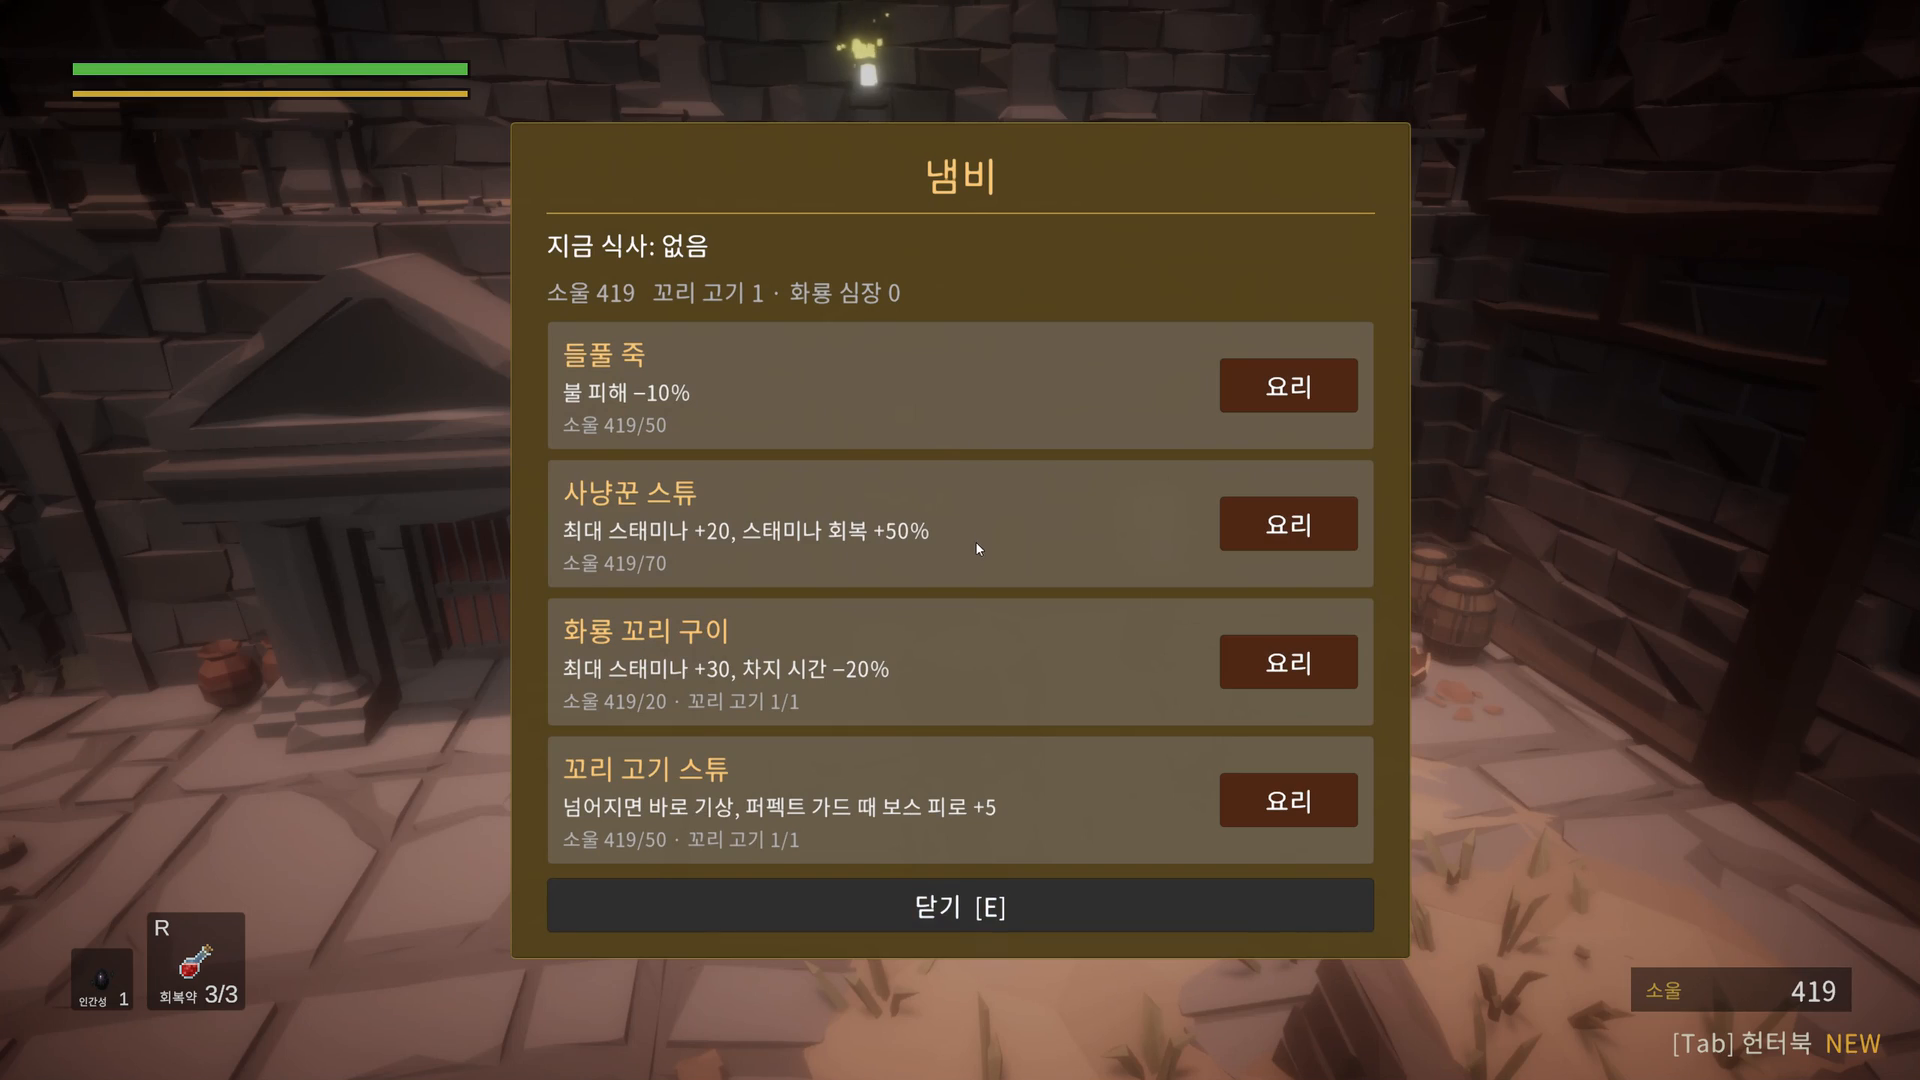 냄비
지금 식사: 없음
소울 419 꼬리 고기 1 · 화룡 심장 0
들풀 죽
불 피해 −10%
소울 419/50
요리
사냥꾼 스튜
최대 스태미나 +20, 스태미나 회복 +50%
소울 419/70
요리
화룡 꼬리 구이
최대 스태미나 +30, 차지 시간 −20%
소울 419/20 · 꼬리 고기 1/1
요리
꼬리 고기 스튜
넘어지면 바로 기상, 퍼펙트 가드 때 보스 피로 +5
소울 419/50 · 꼬리 고기 1/1
요리
닫기 [E]
R
인간성 1
회복약 3/3
소울 419
[Tab] 헌터북 NEW